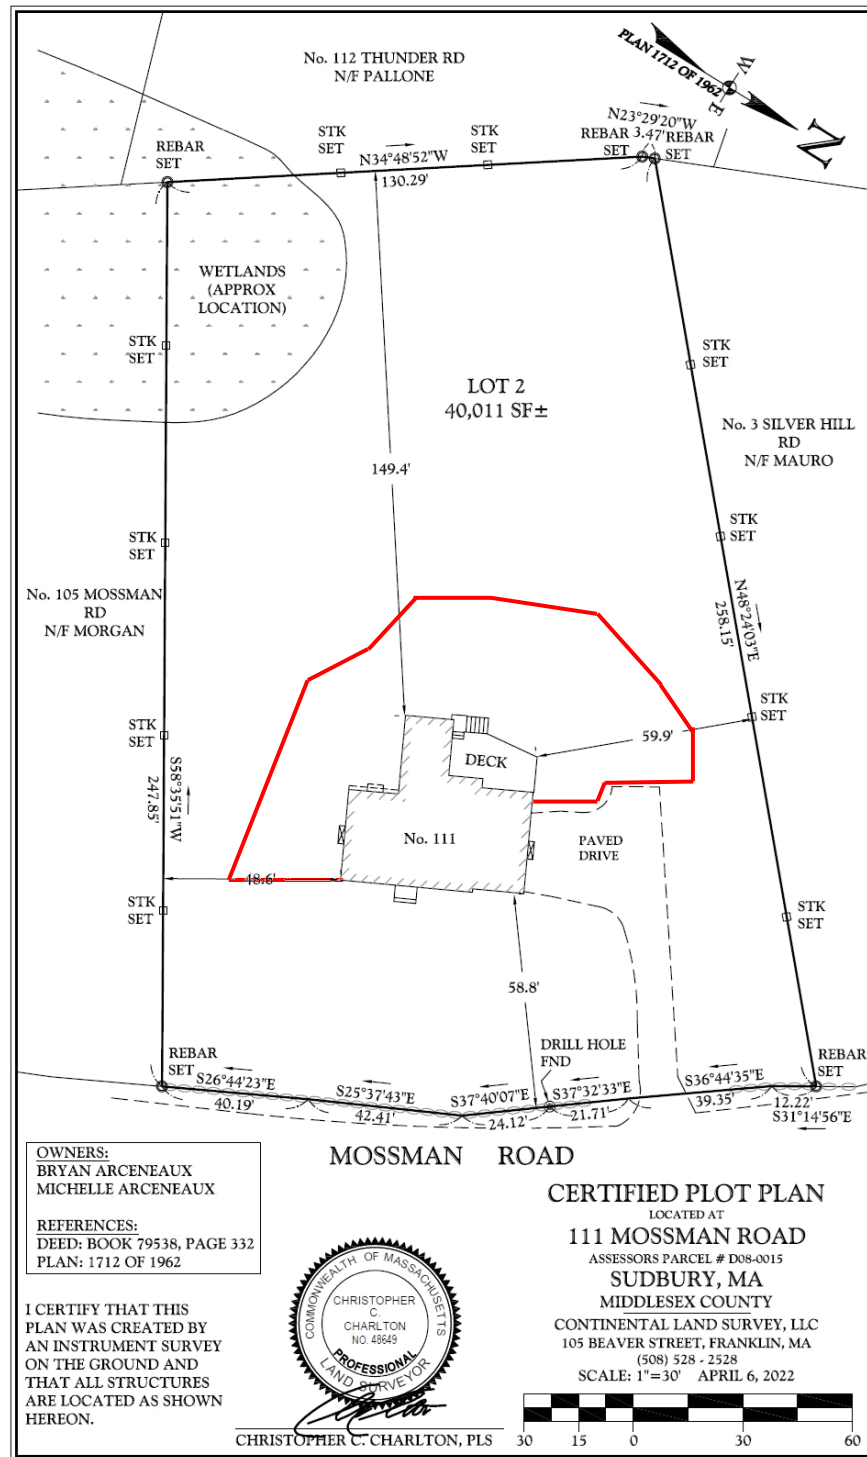 No. 112 THUNDER RD
N/F PALLONE
PLAN 1712 OF 1962
W
E
N
N23°29'20"W
REBAR 3.47' REBAR
SET
SET
STK
SET
STK
SET
REBAR
SET
N34°48'52"W
130.29'
WETLANDS
(APPROX
LOCATION)
STK
SET
STK
SET
LOT 2
40,011 SF±
No. 3 SILVER HILL
RD
N/F MAURO
149.4'
STK
SET
STK
SET
No. 105 MOSSMAN
RD
N/F MORGAN
N48°24'03"E
258.15'
STK
SET
STK
SET
59.9'
DECK
S58°35'51"W
247.85'
No. 111
PAVED
DRIVE
48.6'
STK
SET
STK
SET
58.8'
DRILL HOLE
FND
REBAR
SET
REBAR
SET
S26°44'23"E
40.19'
S25°37'43"E
42.41'
S37°40'07"E
24.12'
S37°32'33"E
21.71'
S36°44'35"E
39.35'
12.22'
S31°14'56"E
MOSSMAN ROAD
OWNERS:
BRYAN ARCENEAUX
MICHELLE ARCENEAUX
REFERENCES:
DEED: BOOK 79538, PAGE 332
PLAN: 1712 OF 1962
I CERTIFY THAT THIS
PLAN WAS CREATED BY
AN INSTRUMENT SURVEY
ON THE GROUND AND
THAT ALL STRUCTURES
ARE LOCATED AS SHOWN
HEREON.
COMMONWEALTH OF MASSACHUSETTS
CHRISTOPHER
C.
CHARLTON
NO. 48649
PROFESSIONAL
LAND SURVEYOR
CHRISTOPHER C. CHARLTON, PLS
CERTIFIED PLOT PLAN
LOCATED AT
111 MOSSMAN ROAD
ASSESSORS PARCEL # D08-0015
SUDBURY, MA
MIDDLESEX COUNTY
CONTINENTAL LAND SURVEY, LLC
105 BEAVER STREET, FRANKLIN, MA
(508) 528 - 2528
SCALE: 1"=30' APRIL 6, 2022
30 15 0 30 60